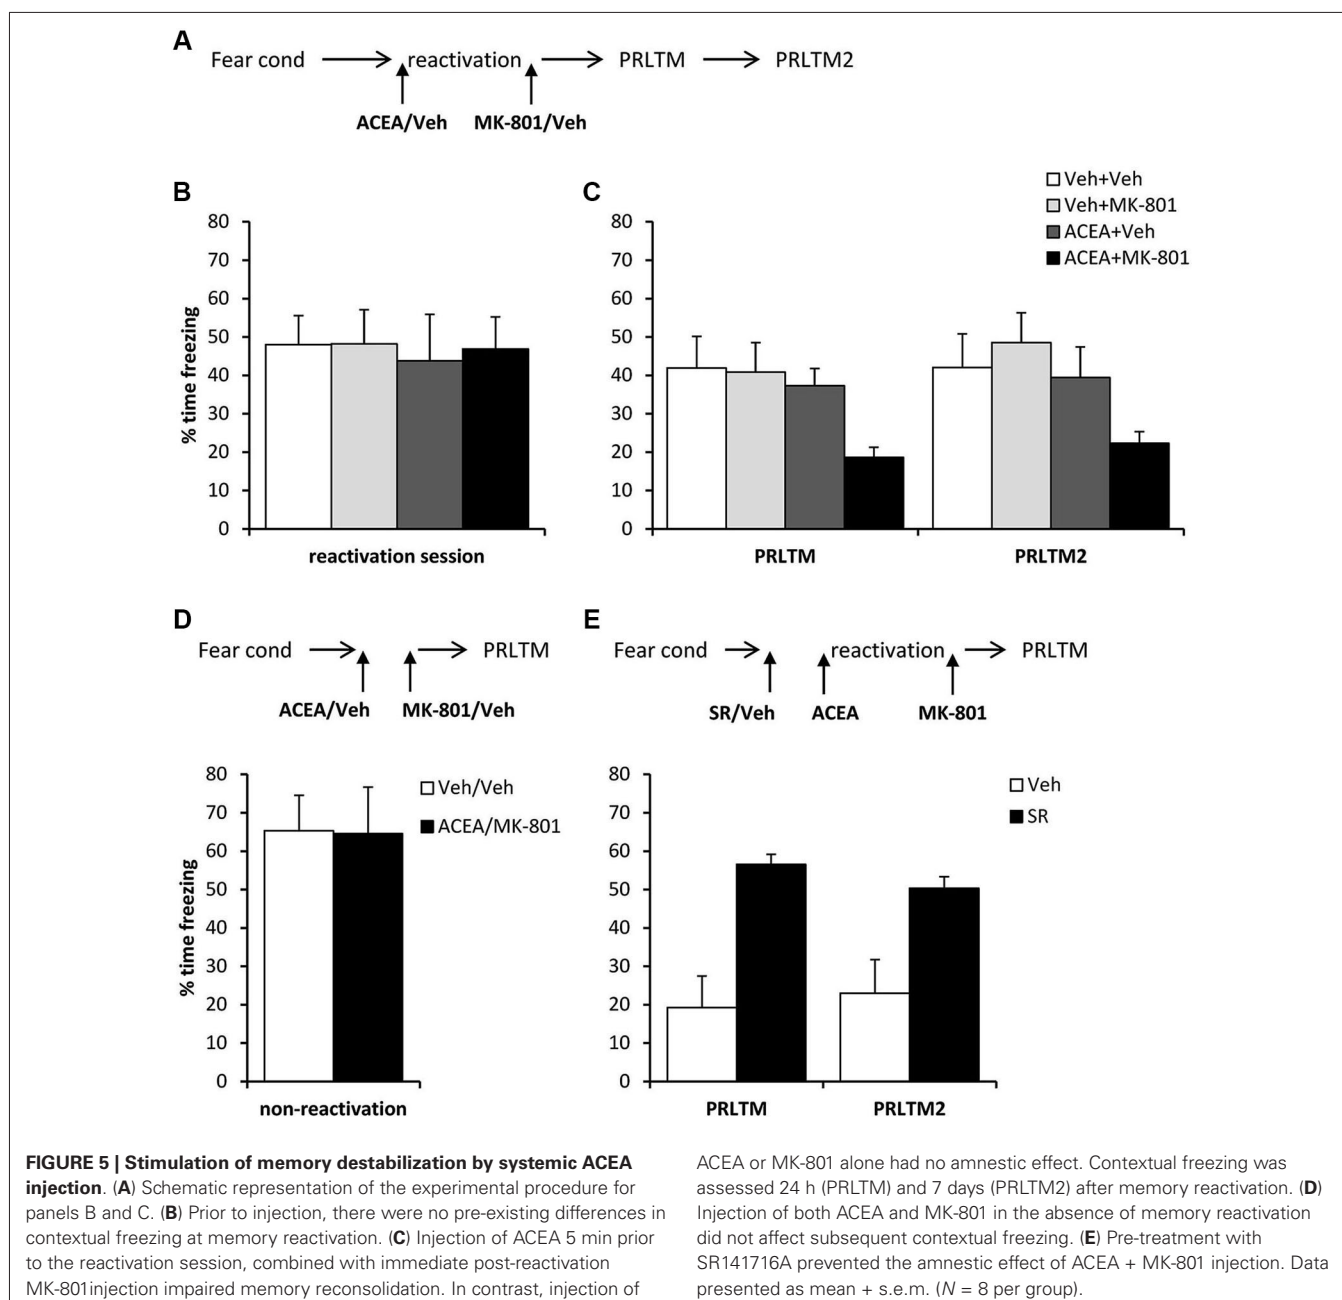 A
Fear cond reactivation PRLTM PRLTM2
ACEA/Veh MK-801/Veh
B
80
70
60
50
40
30
20
10
0
% time freezing
reactivation session
C
Veh+Veh
Veh+MK-801
ACEA+Veh
ACEA+MK-801
80
70
60
50
40
30
20
10
0
PRLTM PRLTM2
D
Fear cond PRLTM
ACEA/Veh MK-801/Veh
80
70
60
50
40
30
20
10
0
% time freezing
Veh/Veh
ACEA/MK-801
non-reactivation
E
Fear cond reactivation PRLTM
SR/Veh ACEA MK-801
80
70
60
50
40
30
20
10
0
Veh
SR
PRLTM PRLTM2
FIGURE 5 | Stimulation of memory destabilization by systemic ACEA
injection. (A) Schematic representation of the experimental procedure for
panels B and C. (B) Prior to injection, there were no pre-existing differences in
contextual freezing at memory reactivation. (C) Injection of ACEA 5 min prior
to the reactivation session, combined with immediate post-reactivation
MK-801injection impaired memory reconsolidation. In contrast, injection of
ACEA or MK-801 alone had no amnestic effect. Contextual freezing was
assessed 24 h (PRLTM) and 7 days (PRLTM2) after memory reactivation. (D)
Injection of both ACEA and MK-801 in the absence of memory reactivation
did not affect subsequent contextual freezing. (E) Pre-treatment with
SR141716A prevented the amnestic effect of ACEA + MK-801 injection. Data
presented as mean + s.e.m. (N = 8 per group).